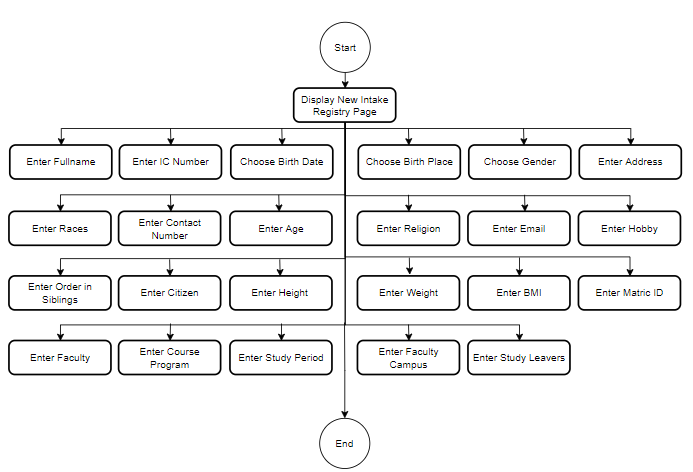 Start
Display New Intake
Registry Page
Enter Fullname
Enter IC Number
Choose Birth Date
Choose Birth Place
Choose Gender
Enter Address
Enter Races
Enter Contact
Number
Enter Age
Enter Religion
Enter Email
Enter Hobby
Enter Order in
Siblings
Enter Citizen
Enter Height
Enter Weight
Enter BMI
Enter Matric ID
Enter Faculty
Enter Course
Program
Enter Study Period
Enter Faculty
Campus
Enter Study Leavers
End